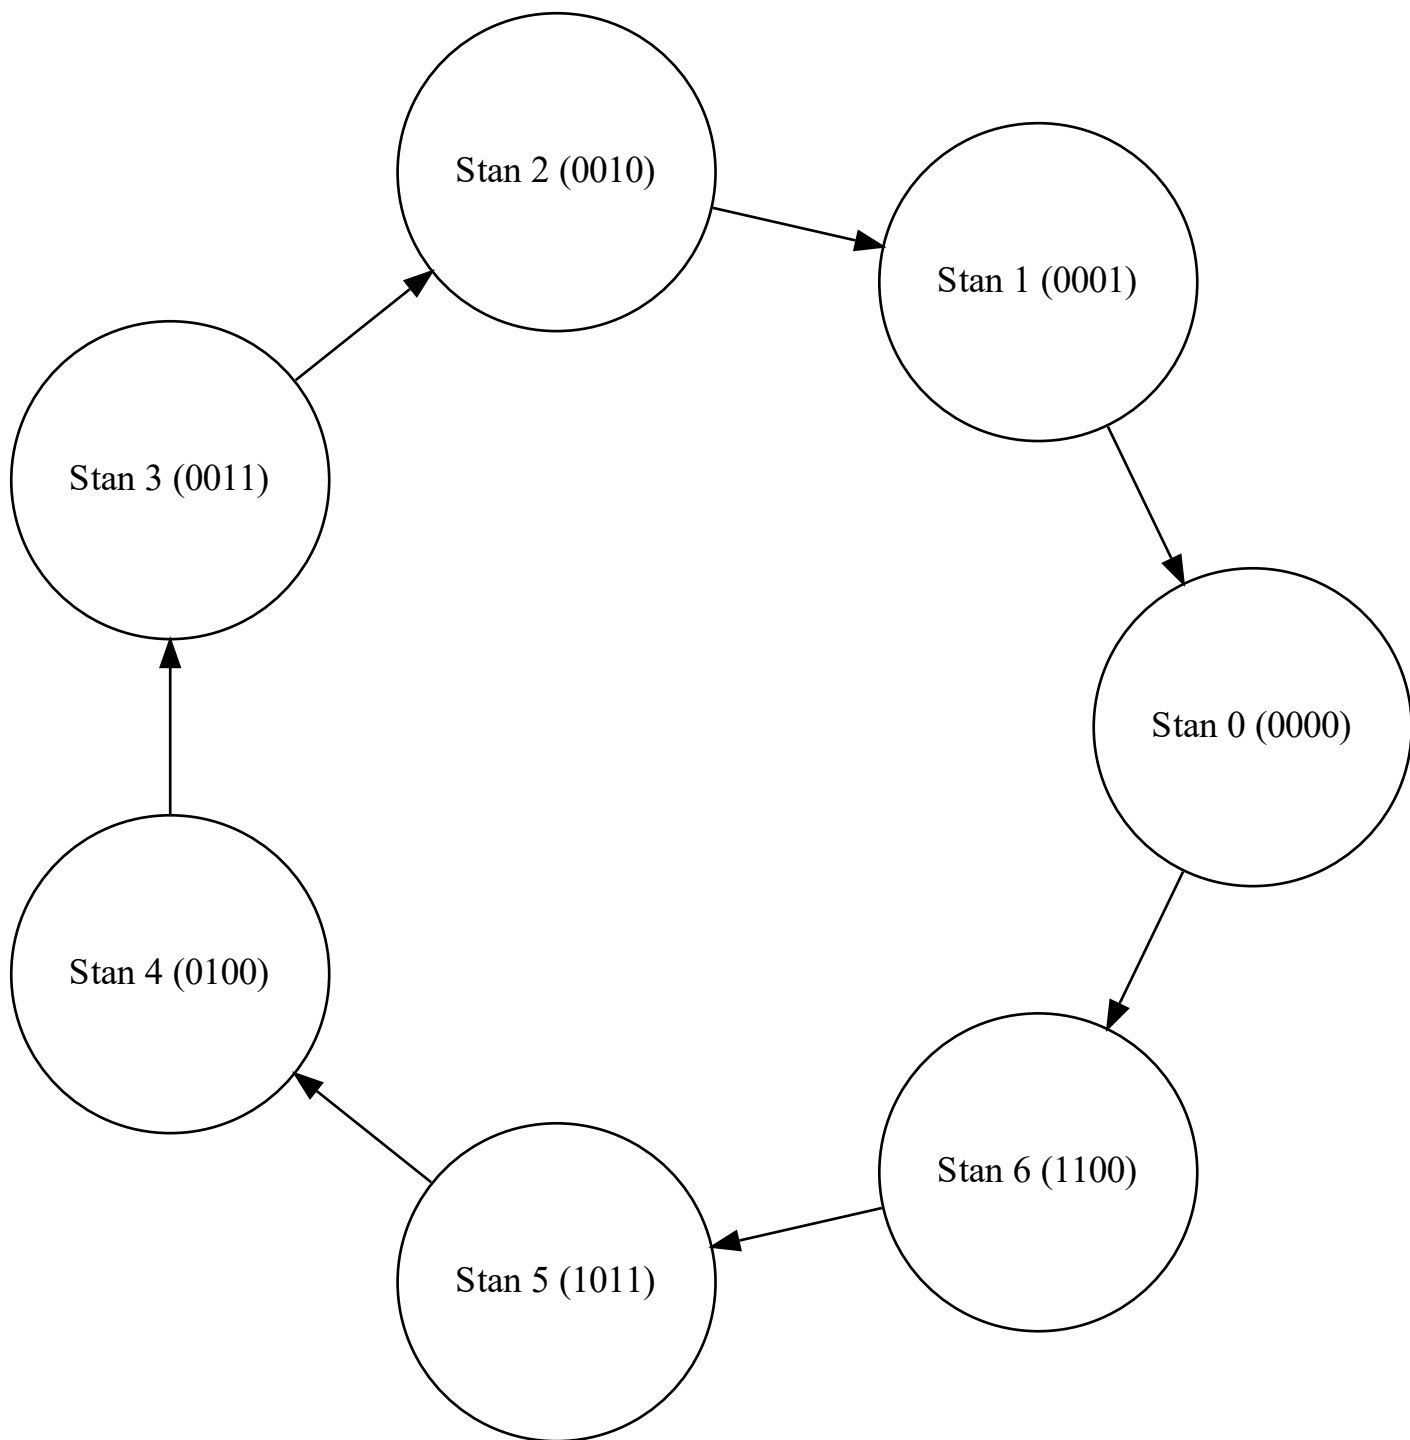 Stan 2 (0010)
Stan 1 (0001)
Stan 3 (0011)
Stan 0 (0000)
Stan 4 (0100)
Stan 6 (1100)
Stan 5 (1011)